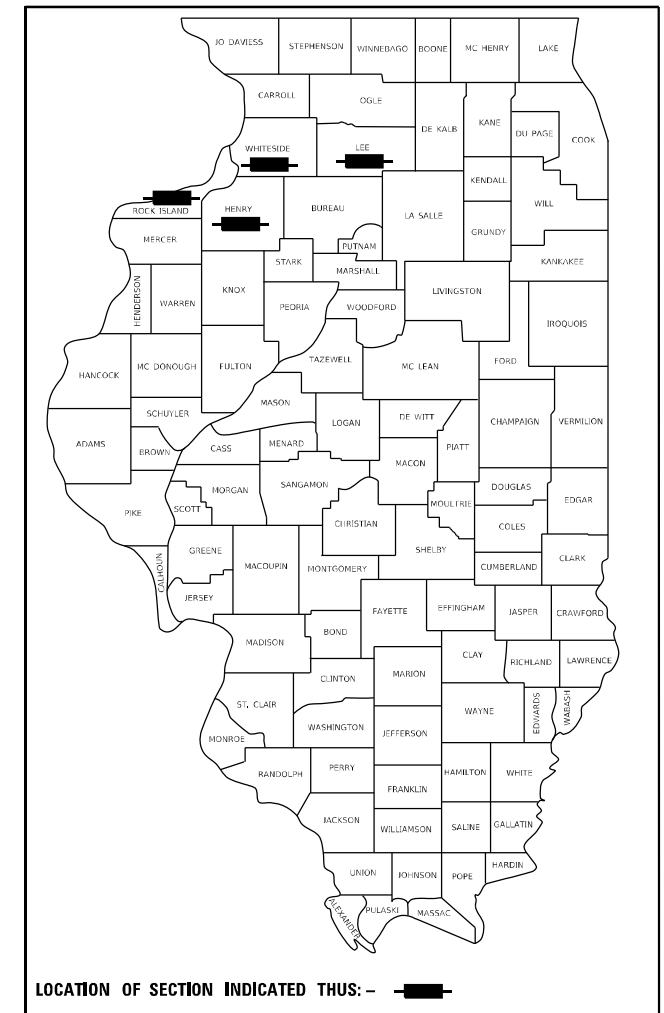 JO DAVIESS
STEPHENSON
WINNEBAGO
BOONE
MC HENRY
LAKE
CARROLL
OGLE
DE KALB
KANE
DU PAGE
COOK
WHITESIDE
LEE
KENDALL
WILL
ROCK ISLAND
HENRY
BUREAU
LA SALLE
GRUNDY
MERCER
PUTNAM
KANKAKEE
STARK
MARSHALL
HENDERSON
WARREN
KNOX
PEORIA
WOODFORD
LIVINGSTON
IROQUOIS
HANCOCK
MC DONOUGH
FULTON
TAZEWELL
MC LEAN
FORD
MASON
SCHUYLER
LOGAN
DE WITT
CHAMPAIGN
VERMILION
ADAMS
BROWN
CASS
MENARD
PIATT
MACON
PIKE
SCOTT
MORGAN
SANGAMON
MOULTRIE
DOUGLAS
EDGAR
CHRISTIAN
COLES
CALHOUN
GREENE
MACOUPIN
MONTGOMERY
SHELBY
CUMBERLAND
CLARK
JERSEY
FAYETTE
EFFINGHAM
JASPER
CRAWFORD
MADISON
BOND
CLAY
RICHLAND
LAWRENCE
CLINTON
MARION
ST. CLAIR
WAYNE
EDWARDS
WABASH
MONROE
WASHINGTON
JEFFERSON
RANDOLPH
PERRY
HAMILTON
WHITE
FRANKLIN
JACKSON
WILLIAMSON
SALINE
GALLATIN
UNION
JOHNSON
POPE
HARDIN
ALEXANDER
PULASKI
MASSAC
LOCATION OF SECTION INDICATED THUS: –